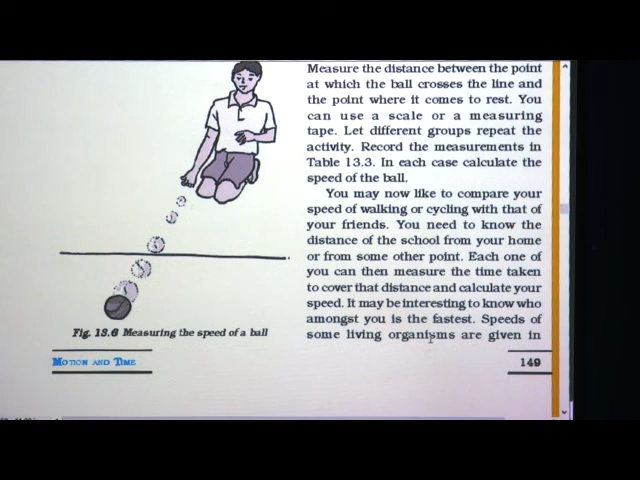 Measure the distance between the point
at which the ball crosses the line and
the point where it comes to rest. You
can use a scale or a measuring
tape. Let different groups repeat the
activity. Record the measurements in
Table 13.3. In each case calculate the
speed of the ball.
You may now like to compare your
speed of walking or cycling with that of
your friends. You need to know the
distance of the school from your home
or from some other point. Each one of
you can then measure the time taken
to cover that distance and calculate your
speed. It may be interesting to know who
amongst you is the fastest. Speeds of
some living organisms are given in
Fig. 13.6 Measuring the speed of a ball
MOTION AND TIME
149